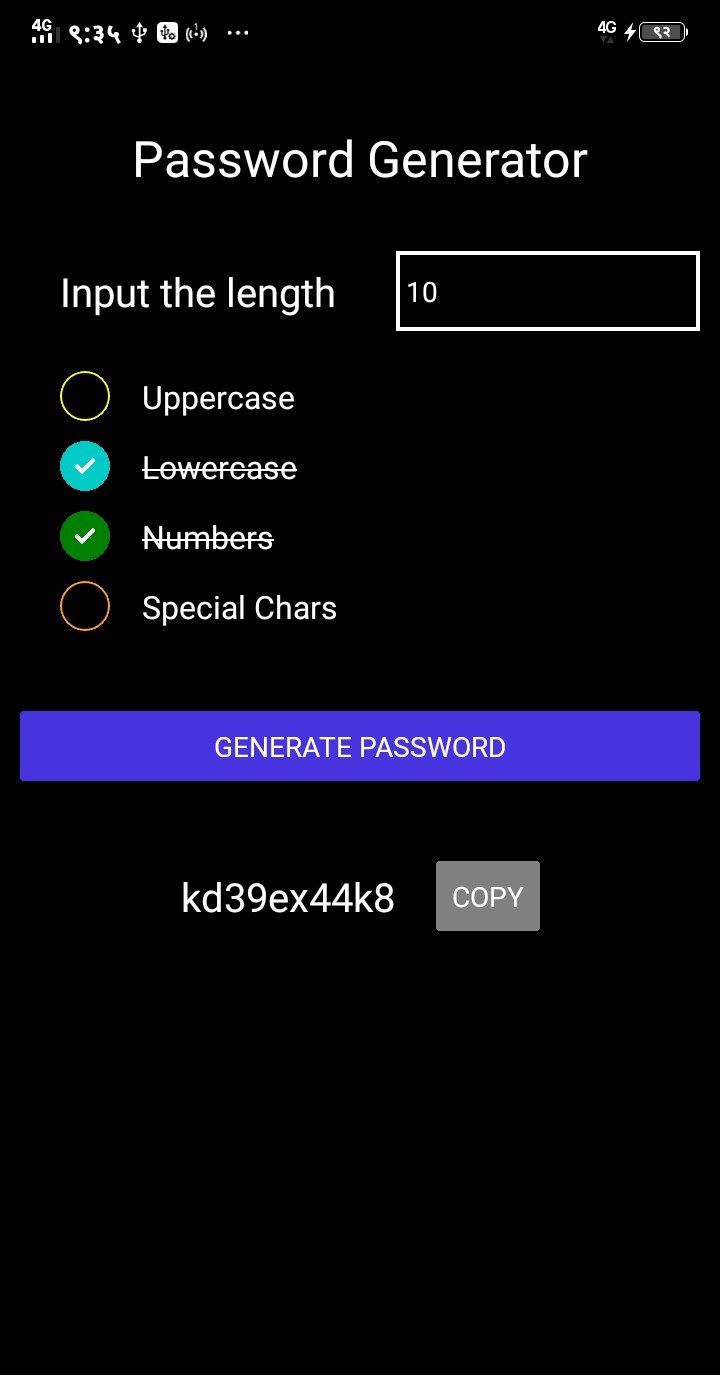 4G ९:३५ 4G ९२
Password Generator
Input the length 10
Uppercase
Lowercase
Numbers
Special Chars
GENERATE PASSWORD
kd39ex44k8 COPY